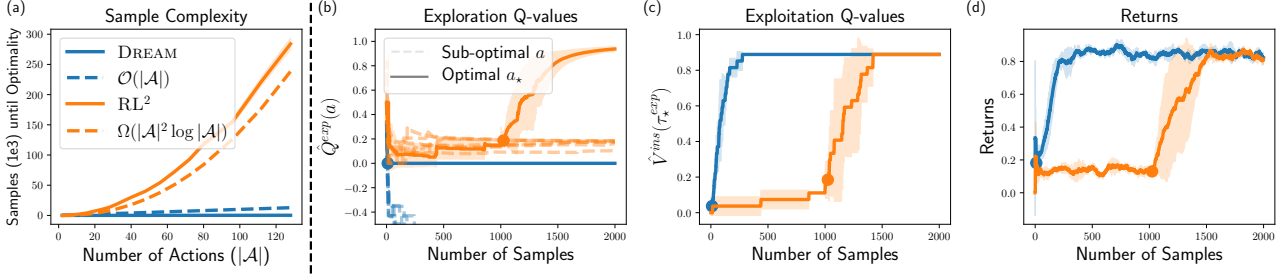 (a)
Sample Complexity
Samples (1e3) until Optimality
300
250
200
150
100
50
0
DREAM
𝒪(|𝒜|)
RL²
Ω(|𝒜|² log |𝒜|)
0 20 40 60 80 100 120
Number of Actions (|𝒜|)
(b)
Exploration Q-values
Q̂ᵉˣᵖ(a)
1.0
0.8
0.6
0.4
0.2
0.0
−0.2
−0.4
Sub-optimal a
Optimal a⋆
0 500 1000 1500 2000
Number of Samples
(c)
Exploitation Q-values
V̂ⁱⁿˢ(τ⋆ᵉˣᵖ)
1.0
0.8
0.6
0.4
0.2
0.0
0 500 1000 1500 2000
Number of Samples
(d)
Returns
Returns
1.0
0.8
0.6
0.4
0.2
0.0
0 500 1000 1500 2000
Number of Samples